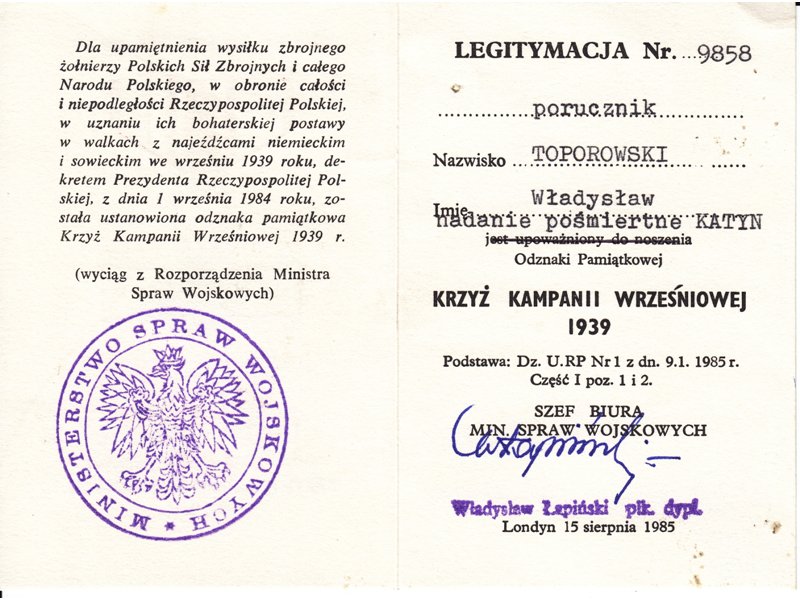 Dla upamiętnienia wysiłku zbrojnego
żołnierzy Polskich Sił Zbrojnych i całego
Narodu Polskiego, w obronie całości
i niepodległości Rzeczypospolitej Polskiej,
w uznaniu ich bohaterskiej postawy
w walkach z najeźdźcami niemieckim
i sowieckim we wrześniu 1939 roku, de-
kretem Prezydenta Rzeczypospolitej Pol-
skiej, z dnia 1 września 1984 roku, zo-
stała ustanowiona odznaka pamiątkowa
Krzyż Kampanii Wrześniowej 1939 r.
(wyciąg z Rozporządzenia Ministra
Spraw Wojskowych)
MINISTERSTWO SPRAW WOJSKOWYCH *
LEGITYMACJA Nr. 9858
porucznik
Nazwisko TOPOROWSKI
Imię Władysław
nadanie pośmiertne KATYN
jest upoważniony do noszenia
Odznaki Pamiątkowej
KRZYŻ KAMPANII WRZEŚNIOWEJ
1939
Podstawa: Dz. U.RP Nr 1 z dn. 9.1. 1985 r.
Część I poz. 1 i 2.
SZEF BIURA
MIN. SPRAW WOJSKOWYCH
Władysław Łapiński płk. dypl.
Londyn 15 sierpnia 1985